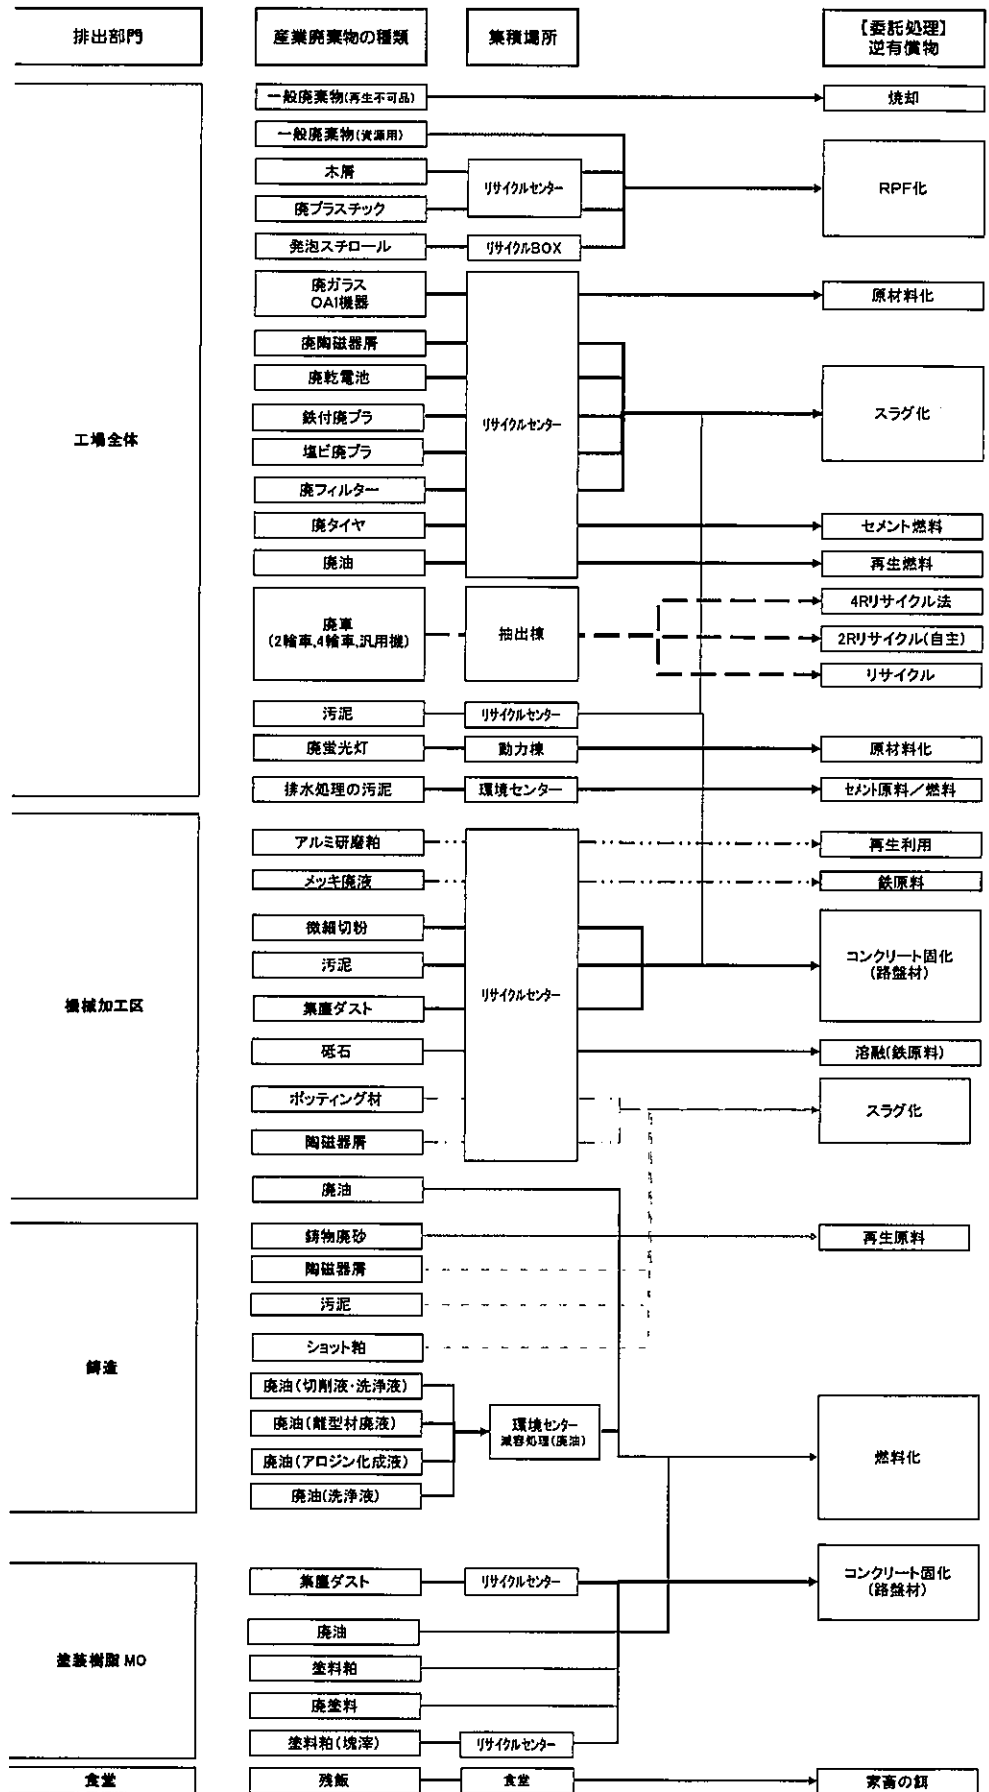 排出部門
産業廃棄物の種類
集積場所
【委託処理】
逆有償物
工場全体
一般廃棄物(再生不可品)
焼却
一般廃棄物(資源用)
木屑
廃プラスチック
リサイクルセンター
RPF化
発泡スチロール
リサイクルBOX
廃ガラス
OAI機器
原材料化
廃陶磁器屑
廃乾電池
鉄付廃プラ
塩ビ廃プラ
廃フィルター
リサイクルセンター
スラグ化
廃タイヤ
セメント燃料
廃油
再生燃料
廃車
(2輪車,4輪車,汎用機)
抽出棟
4Rリサイクル法
2Rリサイクル(自主)
リサイクル
汚泥
リサイクルセンター
廃蛍光灯
動力棟
原材料化
排水処理の汚泥
環境センター
セメント原料/燃料
機械加工区
アルミ研磨粕
再生利用
メッキ廃液
鉄原料
微細切粉
汚泥
集塵ダスト
リサイクルセンター
コンクリート固化
(路盤材)
砥石
溶融(鉄原料)
ポッティング材
陶磁器屑
スラグ化
廃油
鋳造
鋳物廃砂
再生原料
陶磁器屑
汚泥
ショット粕
廃油(切削液・洗浄液)
廃油(離型材廃液)
廃油(アロジン化成液)
廃油(洗浄液)
環境センター
減容処理(廃油)
燃料化
塗装樹脂 MO
集塵ダスト
リサイクルセンター
コンクリート固化
(路盤材)
廃油
塗料粕
廃塗料
塗料粕(塊滓)
リサイクルセンター
食堂
残飯
食堂
家畜の餌